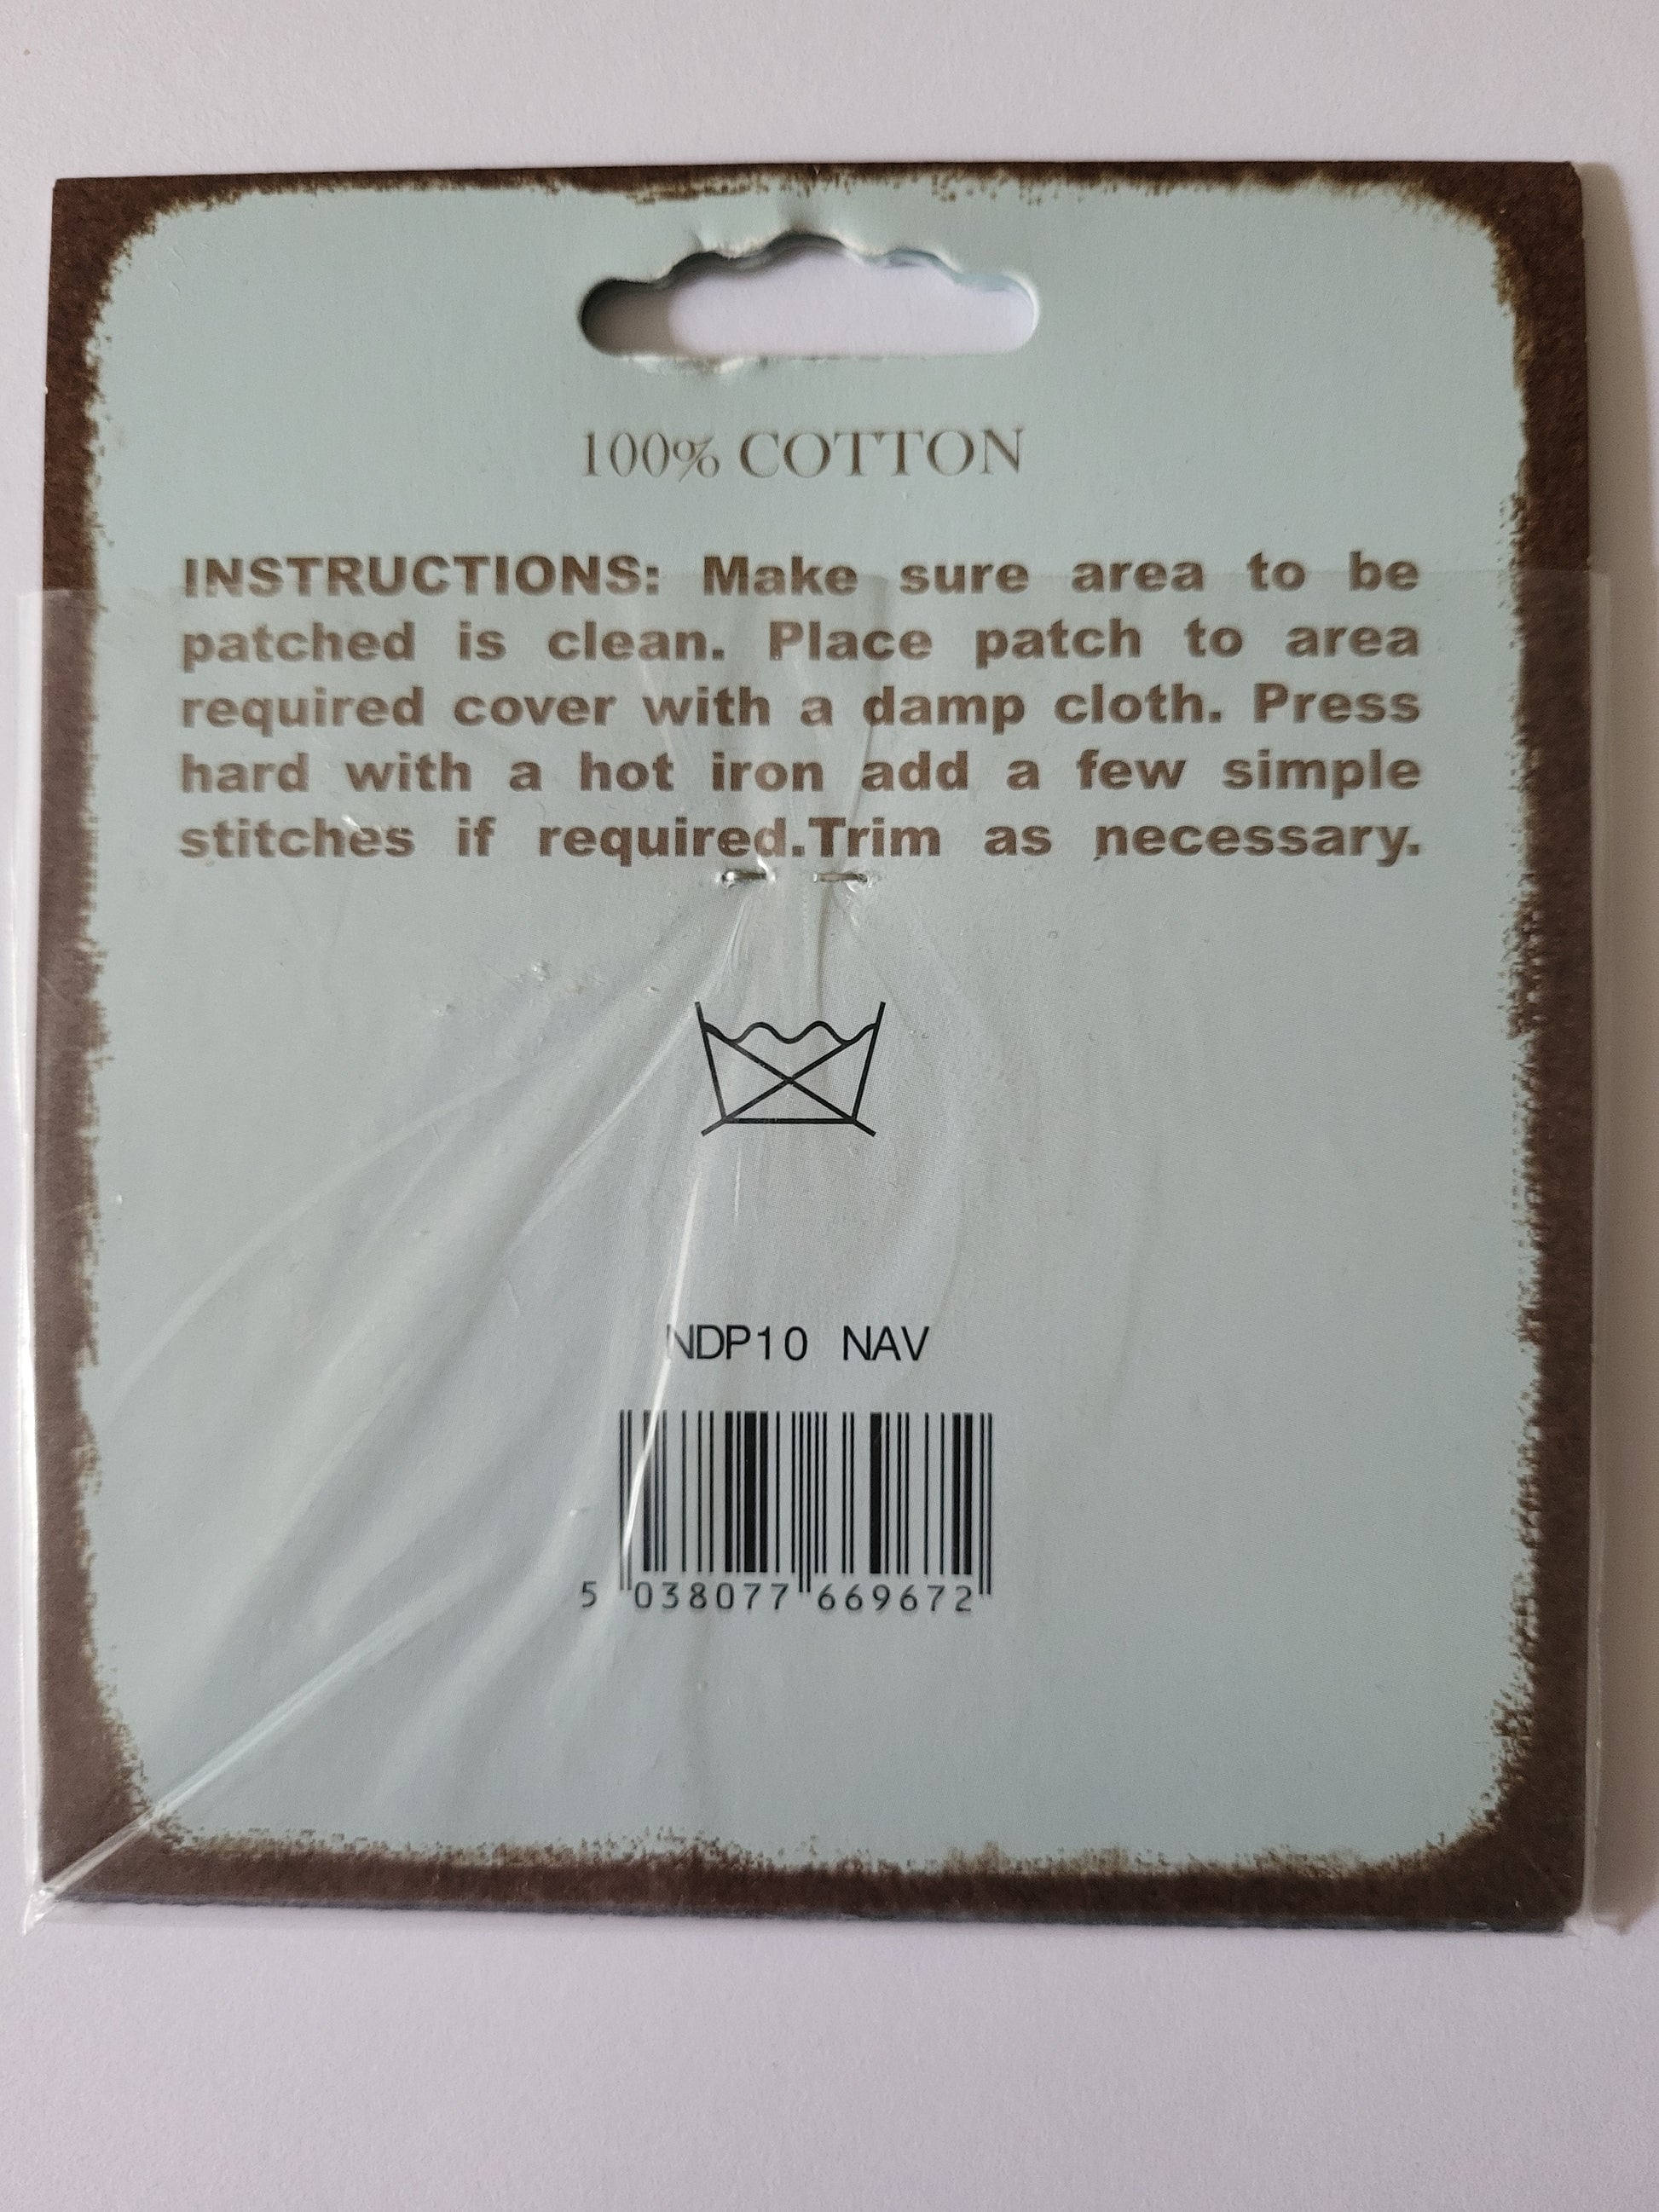 100% COTTON
INSTRUCTIONS: Make sure area to be
patched is clean. Place patch to area
required cover with a damp cloth. Press
hard with a hot iron add a few simple
stitches if required.Trim as necessary.
NDP10 NAV
5 038077 669672